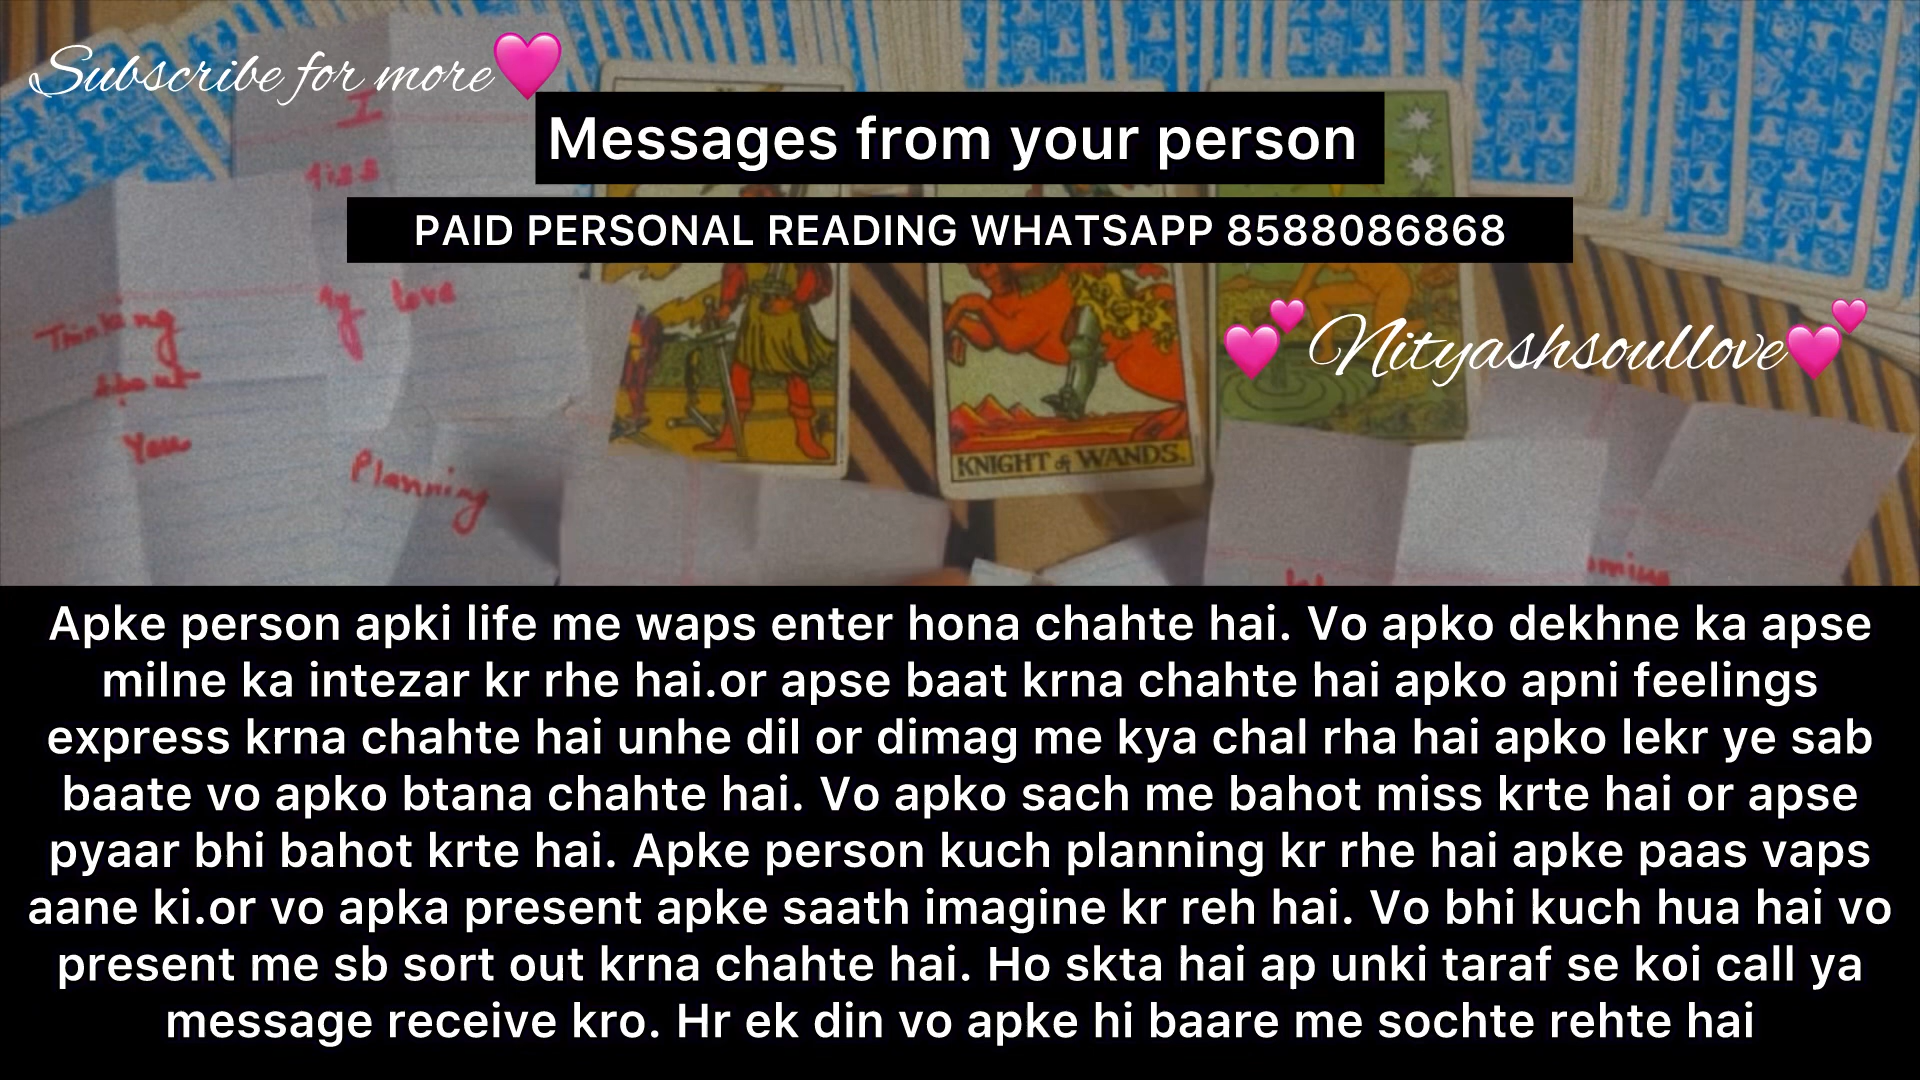 Subscribe for more
Messages from your person
PAID PERSONAL READING WHATSAPP 8588086868
Nityashsoullove
I
Miss
My love
Thinking
About
You
Planning
KNIGHT of WANDS.
Apke person apki life me waps enter hona chahte hai. Vo apko dekhne ka apse
milne ka intezar kr rhe hai.or apse baat krna chahte hai apko apni feelings
express krna chahte hai unhe dil or dimag me kya chal rha hai apko lekr ye sab
baate vo apko btana chahte hai. Vo apko sach me bahot miss krte hai or apse
pyaar bhi bahot krte hai. Apke person kuch planning kr rhe hai apke paas vaps
aane ki.or vo apka present apke saath imagine kr reh hai. Vo bhi kuch hua hai vo
present me sb sort out krna chahte hai. Ho skta hai ap unki taraf se koi call ya
message receive kro. Hr ek din vo apke hi baare me sochte rehte hai